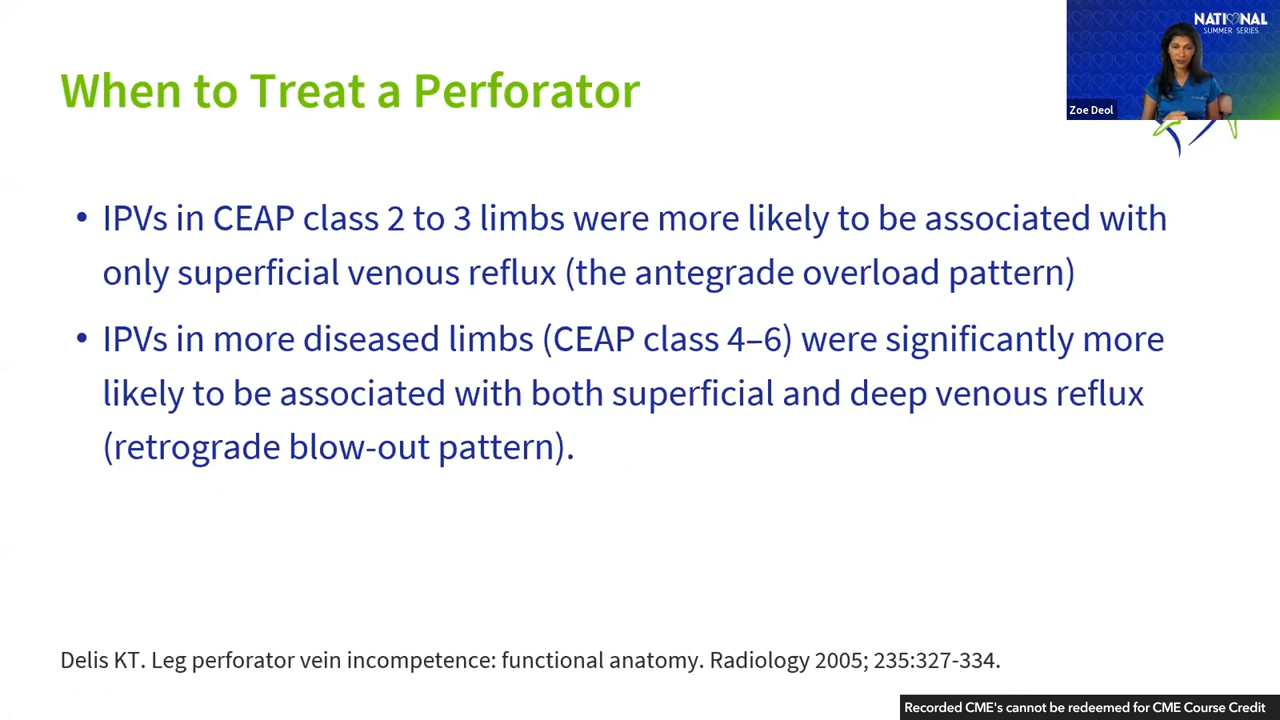 NATIONAL
SUMMER SERIES
When to Treat a Perforator
Zoe Deol
• IPVs in CEAP class 2 to 3 limbs were more likely to be associated with
only superficial venous reflux (the antegrade overload pattern)
• IPVs in more diseased limbs (CEAP class 4–6) were significantly more
likely to be associated with both superficial and deep venous reflux
(retrograde blow-out pattern).
Delis KT. Leg perforator vein incompetence: functional anatomy. Radiology 2005; 235:327-334.
Recorded CME's cannot be redeemed for CME Course Credit